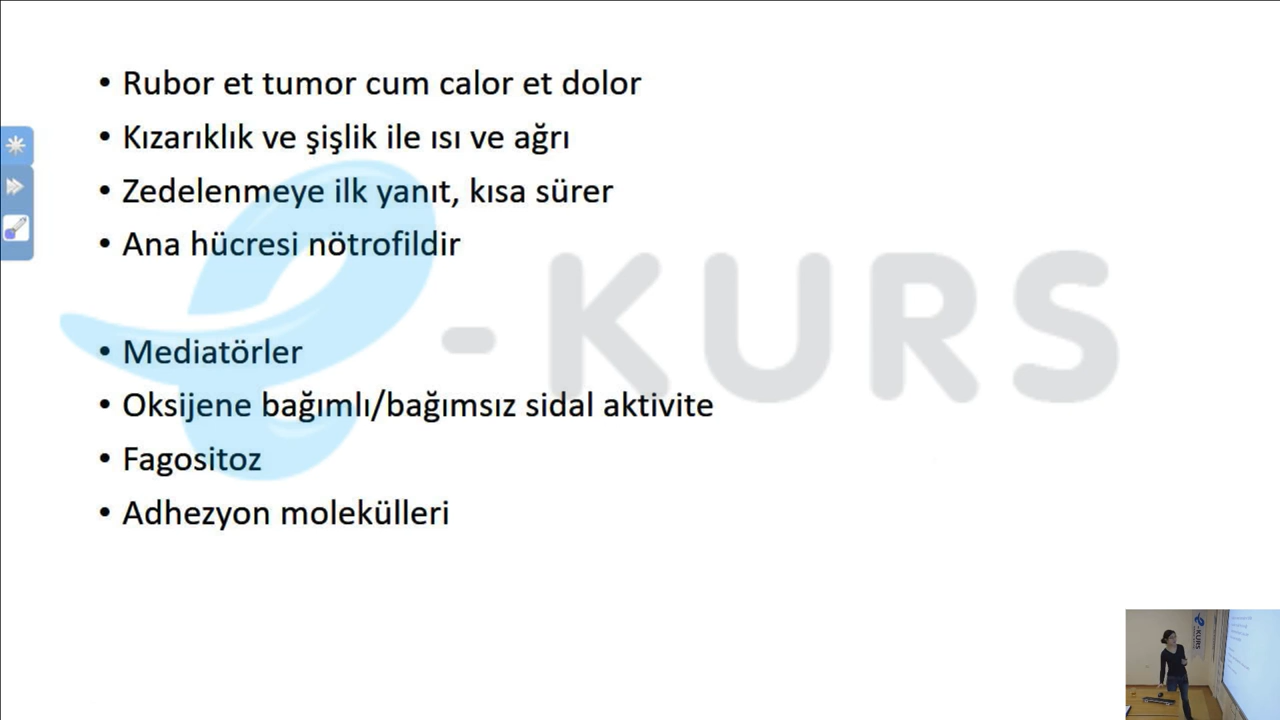 • Rubor et tumor cum calor et dolor
• Kızarıklık ve şişlik ile ısı ve ağrı
• Zedelenmeye ilk yanıt, kısa sürer
• Ana hücresi nötrofildir
e-KURS
• Mediatörler
• Oksijene bağımlı/bağımsız sidal aktivite
• Fagositoz
• Adhezyon molekülleri